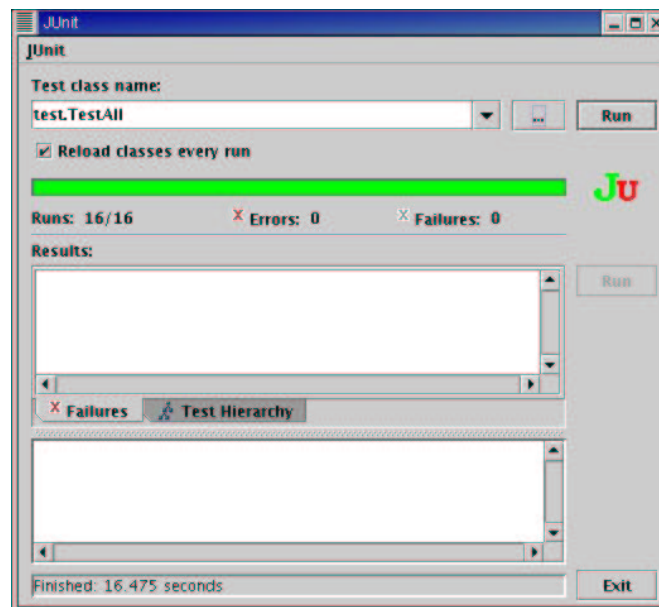 JUnit
JUnit
Test class name:
test.TestAll
... Run
Reload classes every run
JU
Runs: 16/16 X Errors: 0 X Failures: 0
Results:
Run
X Failures Test Hierarchy
Finished: 16.475 seconds
Exit